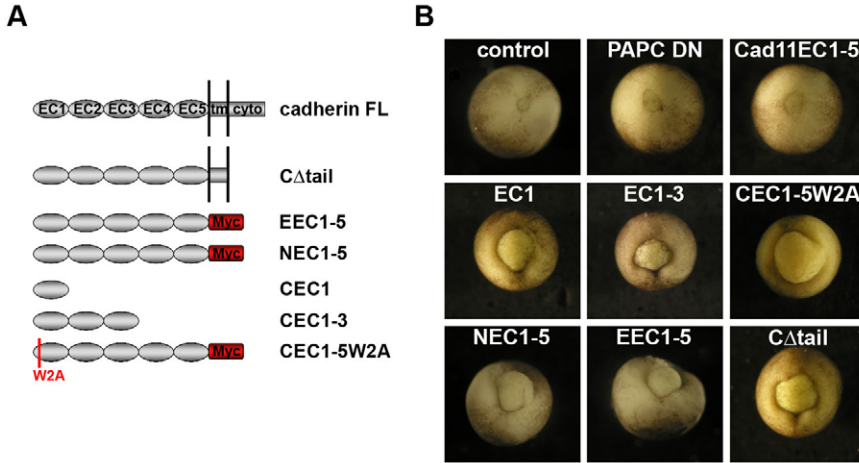 A
EC1 EC2 EC3 EC4 EC5 tm cyto cadherin FL
CΔtail
Myc EEC1-5
Myc NEC1-5
CEC1
CEC1-3
Myc CEC1-5W2A
W2A
B
control PAPC DN Cad11EC1-5
EC1 EC1-3 CEC1-5W2A
NEC1-5 EEC1-5 CΔtail